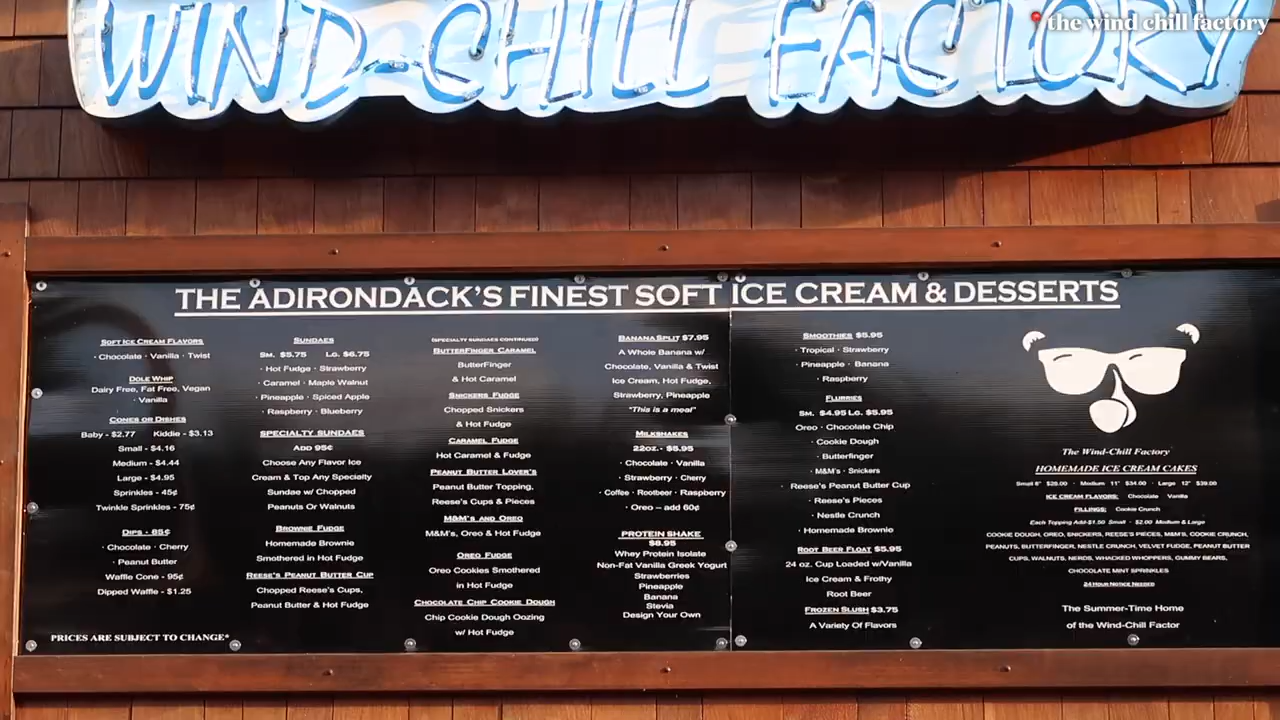 WIND-CHILL FACTORY
the wind chill factory
THE ADIRONDACK'S FINEST SOFT ICE CREAM & DESSERTS
SOFT ICE CREAM FLAVORS
· Chocolate · Vanilla · Twist
DOLE WHIP
Dairy Free, Fat Free, Vegan
· Vanilla
CONES OR DISHES
Baby - $2.77 Kiddie - $3.13
Small - $4.16
Medium - $4.44
Large - $4.95
Sprinkles - 45¢
Twinkle Sprinkles - 75¢
DIPS - 85¢
· Chocolate · Cherry
· Peanut Butter
Waffle Cone - 95¢
Dipped Waffle - $1.25
PRICES ARE SUBJECT TO CHANGE*
SUNDAES
SM. $5.75 LG. $6.75
· Hot Fudge · Strawberry
· Caramel · Maple Walnut
· Pineapple · Spiced Apple
· Raspberry · Blueberry
SPECIALTY SUNDAES
ADD 95¢
Choose Any Flavor Ice
Cream & Top Any Specialty
Sundae w/ Chopped
Peanuts Or Walnuts
BROWNIE FUDGE
Homemade Brownie
Smothered in Hot Fudge
REESE'S PEANUT BUTTER CUP
Chopped Reese's Cups,
Peanut Butter & Hot Fudge
(SPECIALTY SUNDAES CONTINUED)
BUTTERFINGER CARAMEL
ButterFinger
& Hot Caramel
SNICKERS FUDGE
Chopped Snickers
& Hot Fudge
CARAMEL FUDGE
Hot Caramel & Fudge
PEANUT BUTTER LOVER'S
Peanut Butter Topping,
Reese's Cups & Pieces
M&M'S AND OREO
M&M's, Oreo & Hot Fudge
OREO FUDGE
Oreo Cookies Smothered
in Hot Fudge
CHOCOLATE CHIP COOKIE DOUGH
Chip Cookie Dough Oozing
w/ Hot Fudge
BANANA SPLIT $7.95
A Whole Banana w/
Chocolate, Vanilla & Twist
Ice Cream, Hot Fudge,
Strawberry, Pineapple
"This is a meal"
MILKSHAKES
22oz. - $5.95
· Chocolate · Vanilla
· Strawberry · Cherry
· Coffee · Rootbeer · Raspberry
· Oreo – add 60¢
PROTEIN SHAKE
$8.95
Whey Protein Isolate
Non-Fat Vanilla Greek Yogurt
Strawberries
Pineapple
Banana
Stevia
Design Your Own
SMOOTHIES $5.95
· Tropical · Strawberry
· Pineapple · Banana
· Raspberry
FLURRIES
SM. $4.95 LG. $5.95
Oreo · Chocolate Chip
· Cookie Dough
· Butterfinger
· M&M's · Snickers
· Reese's Peanut Butter Cup
· Reese's Pieces
· Nestle Crunch
· Homemade Brownie
ROOT BEER FLOAT $5.95
24 oz. Cup Loaded w/Vanilla
Ice Cream & Frothy
Root Beer
FROZEN SLUSH $3.75
A Variety Of Flavors
The Wind-Chill Factory
HOMEMADE ICE CREAM CAKES
Small 8" $28.00 · Medium 11" $34.00 · Large 12" $39.00
ICE CREAM FLAVORS: Chocolate Vanilla
FILLINGS: Cookie Crunch
Each Topping Add-$1.50 Small · $2.00 Medium & Large
COOKIE DOUGH, OREO, SNICKERS, REESE'S PIECES, M&M'S, COOKIE CRUNCH,
PEANUTS, BUTTERFINGER, NESTLE CRUNCH, VELVET FUDGE, PEANUT BUTTER
CUPS, WALNUTS, NERDS, WHACKED WHOPPERS, GUMMY BEARS,
CHOCOLATE MINT SPRINKLES
24 HOUR NOTICE NEEDED
The Summer-Time Home
of the Wind-Chill Factor